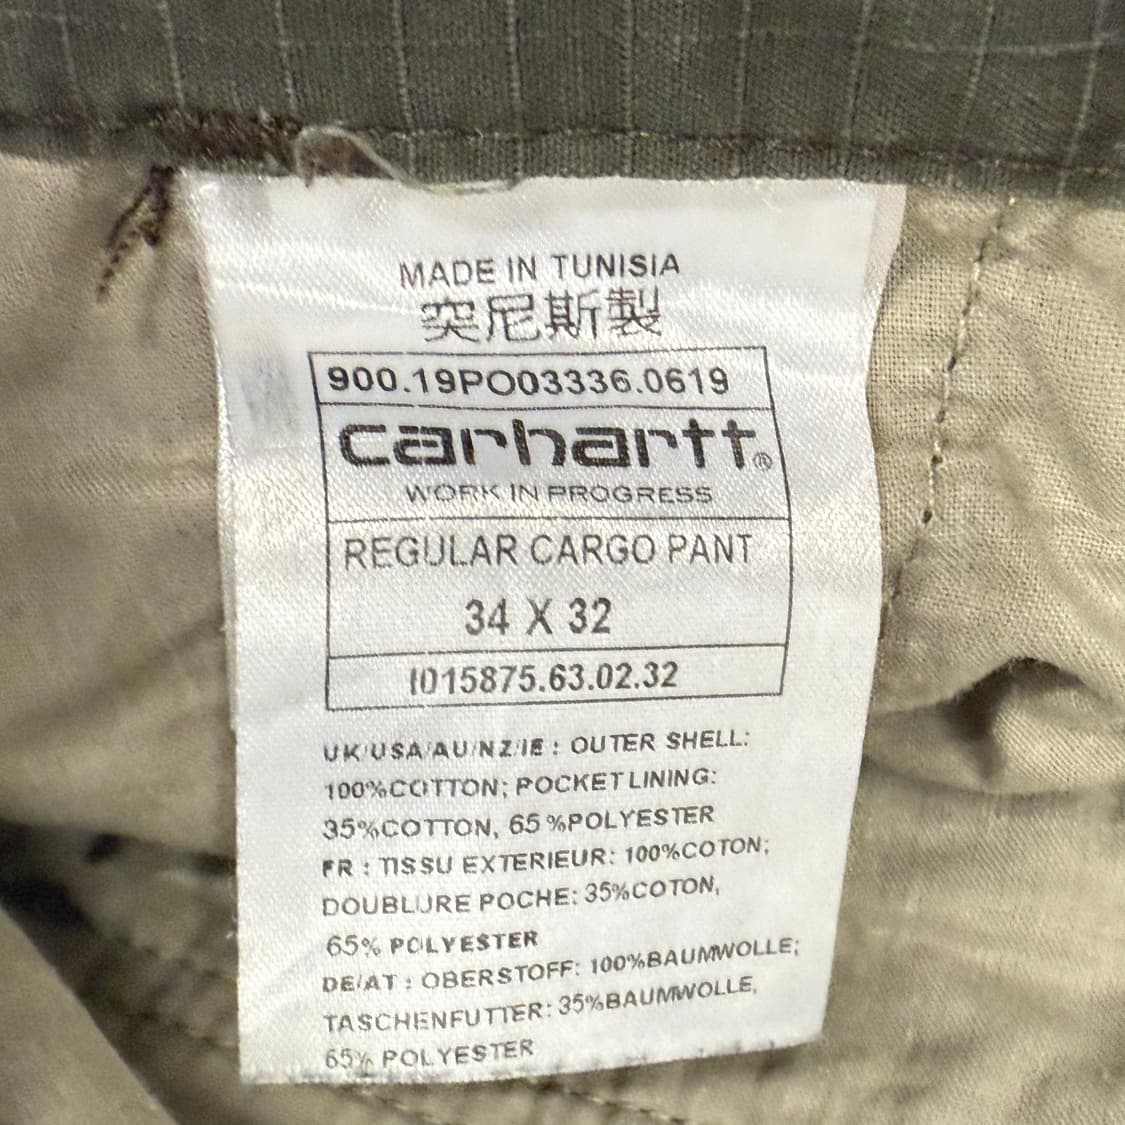 MADE IN TUNISIA
突尼斯製
900.19PO03336.0619
carhartt®
WORK IN PROGRESS
REGULAR CARGO PANT
34 X 32
I015875.63.02.32
UK/USA/AU/NZ/IE : OUTER SHELL:
100%COTTON; POCKET LINING:
35%COTTON, 65 %POLYESTER
FR : TISSU EXTERIEUR: 100%COTON;
DOUBLURE POCHE: 35%COTON,
65% POLYESTER
DE/AT : OBERSTOFF: 100%BAUMWOLLE;
TASCHENFUTTER: 35%BAUMWOLLE,
65% POLYESTER